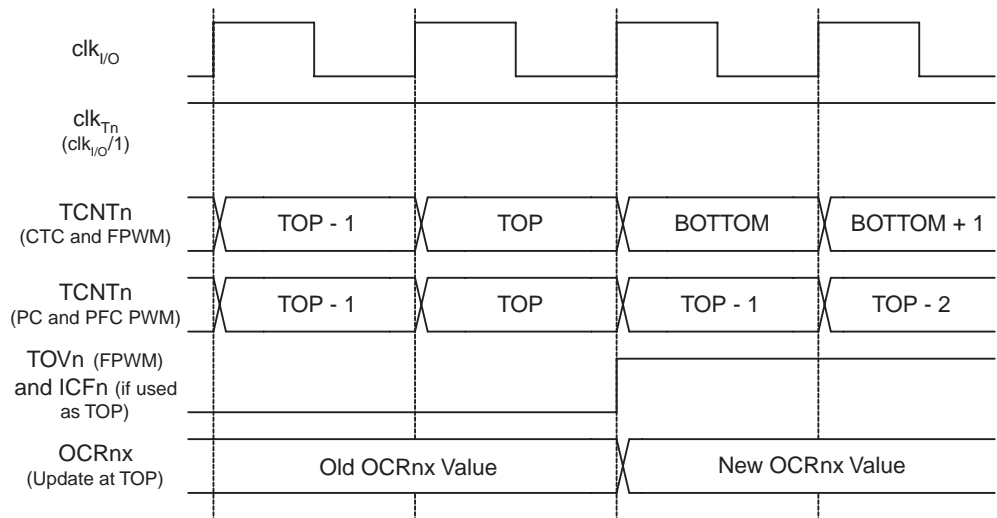 clkI/O
clkTn
(clkI/O/1)
TCNTn
(CTC and FPWM)
TOP - 1
TOP
BOTTOM
BOTTOM + 1
TCNTn
(PC and PFC PWM)
TOP - 1
TOP
TOP - 1
TOP - 2
TOVn (FPWM)
and ICFn (if used
as TOP)
OCRnx
(Update at TOP)
Old OCRnx Value
New OCRnx Value